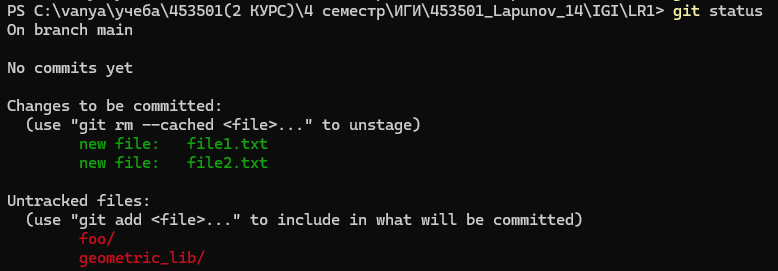 PS C:\vanya\учеба\453501(2 КУРС)\4 семестр\ИГИ\453501_Lapunov_14\IGI\LR1> git status
On branch main
No commits yet
Changes to be committed:
(use "git rm --cached <file>..." to unstage)
new file: file1.txt
new file: file2.txt
Untracked files:
(use "git add <file>..." to include in what will be committed)
foo/
geometric_lib/